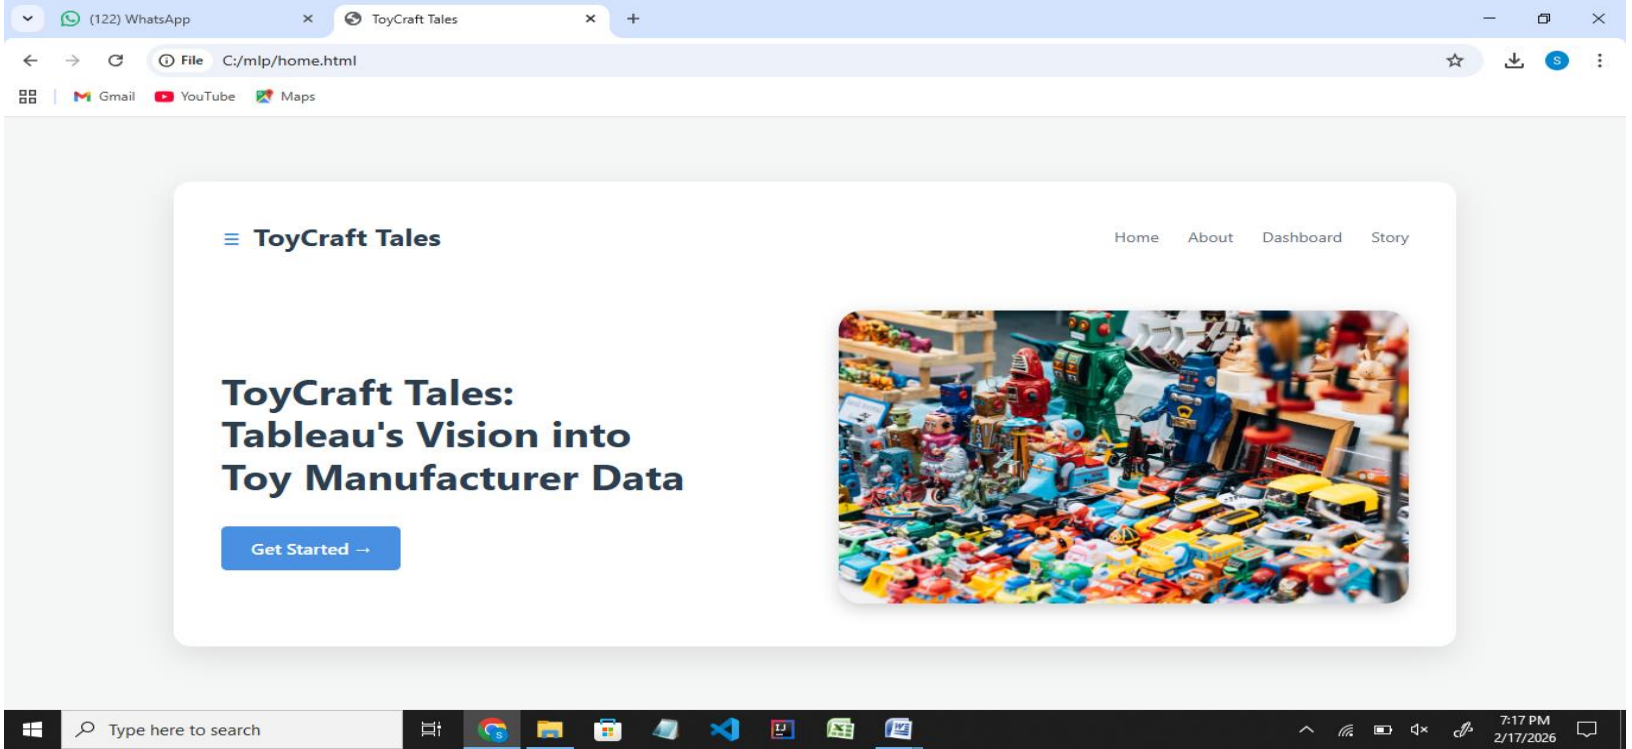 (122) WhatsApp
ToyCraft Tales
File C:/mlp/home.html
S
Gmail YouTube Maps
ToyCraft Tales Home About Dashboard Story
ToyCraft Tales:
Tableau's Vision into
Toy Manufacturer Data
Get Started →
Type here to search
7:17 PM
2/17/2026